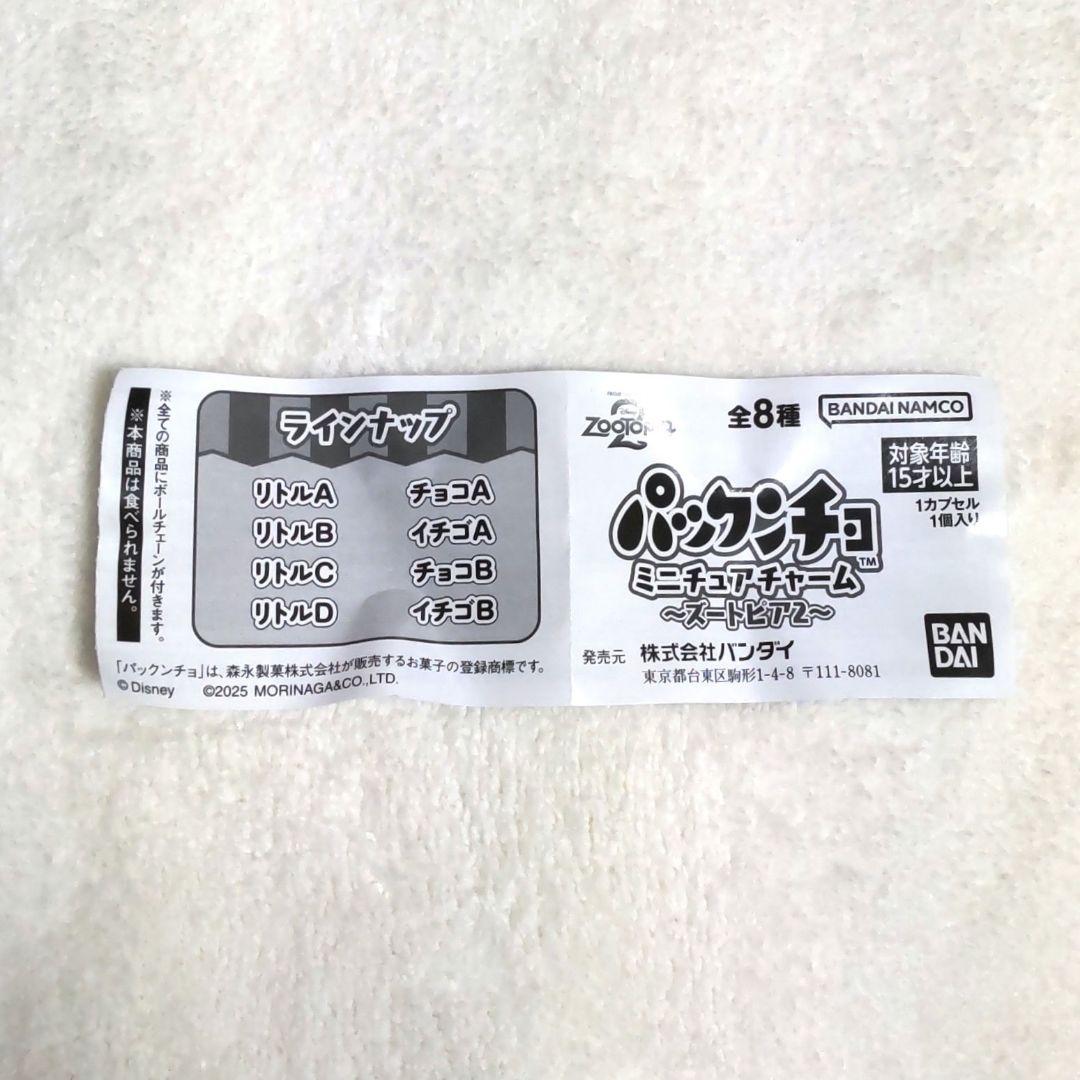 ※全ての商品にボールチェーンが付きます。
※本商品は食べられません。
ラインナップ
リトルA
リトルB
リトルC
リトルD
チョコA
イチゴA
チョコB
イチゴB
「パックンチョ」は、森永製菓株式会社が販売するお菓子の登録商標です。
©Disney ©2025 MORINAGA&CO.,LTD.
FROM
Disney
ZOOTOPIA
2
全8種
BANDAI NAMCO
対象年齢
15才以上
1カプセル
1個入り
パックンチョ™
ミニチュアチャーム
～ズートピア2～
発売元 株式会社バンダイ
東京都台東区駒形1-4-8 〒111-8081
BAN
DAI